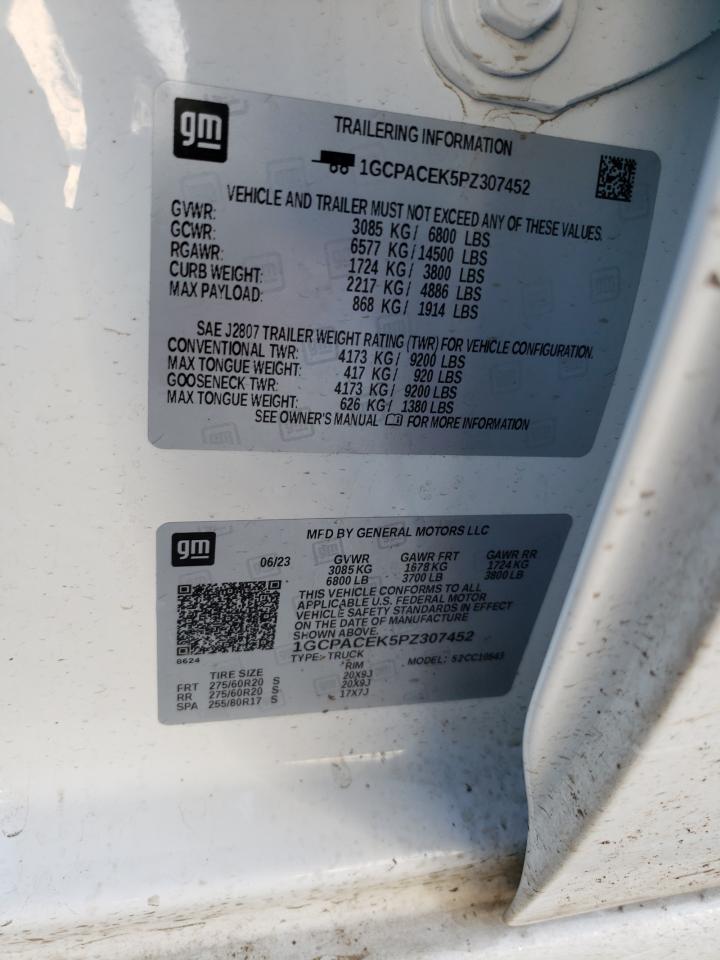 gm
TRAILERING INFORMATION
1GCPACEK5PZ307452
VEHICLE AND TRAILER MUST NOT EXCEED ANY OF THESE VALUES.
GVWR: 3085 KG/ 6800 LBS
GCWR: 6577 KG/14500 LBS
RGAWR: 1724 KG/ 3800 LBS
CURB WEIGHT: 2217 KG/ 4886 LBS
MAX PAYLOAD: 868 KG/ 1914 LBS
SAE J2807 TRAILER WEIGHT RATING (TWR) FOR VEHICLE CONFIGURATION.
CONVENTIONAL TWR: 4173 KG/ 9200 LBS
MAX TONGUE WEIGHT: 417 KG/ 920 LBS
GOOSENECK TWR: 4173 KG/ 9200 LBS
MAX TONGUE WEIGHT: 626 KG/ 1380 LBS
SEE OWNER'S MANUAL FOR MORE INFORMATION
gm
MFD BY GENERAL MOTORS LLC
06/23 GVWR GAWR FRT GAWR RR
3085 KG 1678 KG 1724 KG
6800 LB 3700 LB 3800 LB
THIS VEHICLE CONFORMS TO ALL
APPLICABLE U.S. FEDERAL MOTOR
VEHICLE SAFETY STANDARDS IN EFFECT
ON THE DATE OF MANUFACTURE
SHOWN ABOVE.
1GCPACEK5PZ307452
8624
TYPE: TRUCK MODEL:
TIRE SIZE RIM
FRT 275/60R20 S 20X9J
RR 275/60R20 S 20X9J
SPA 255/80R17 S 17X7J